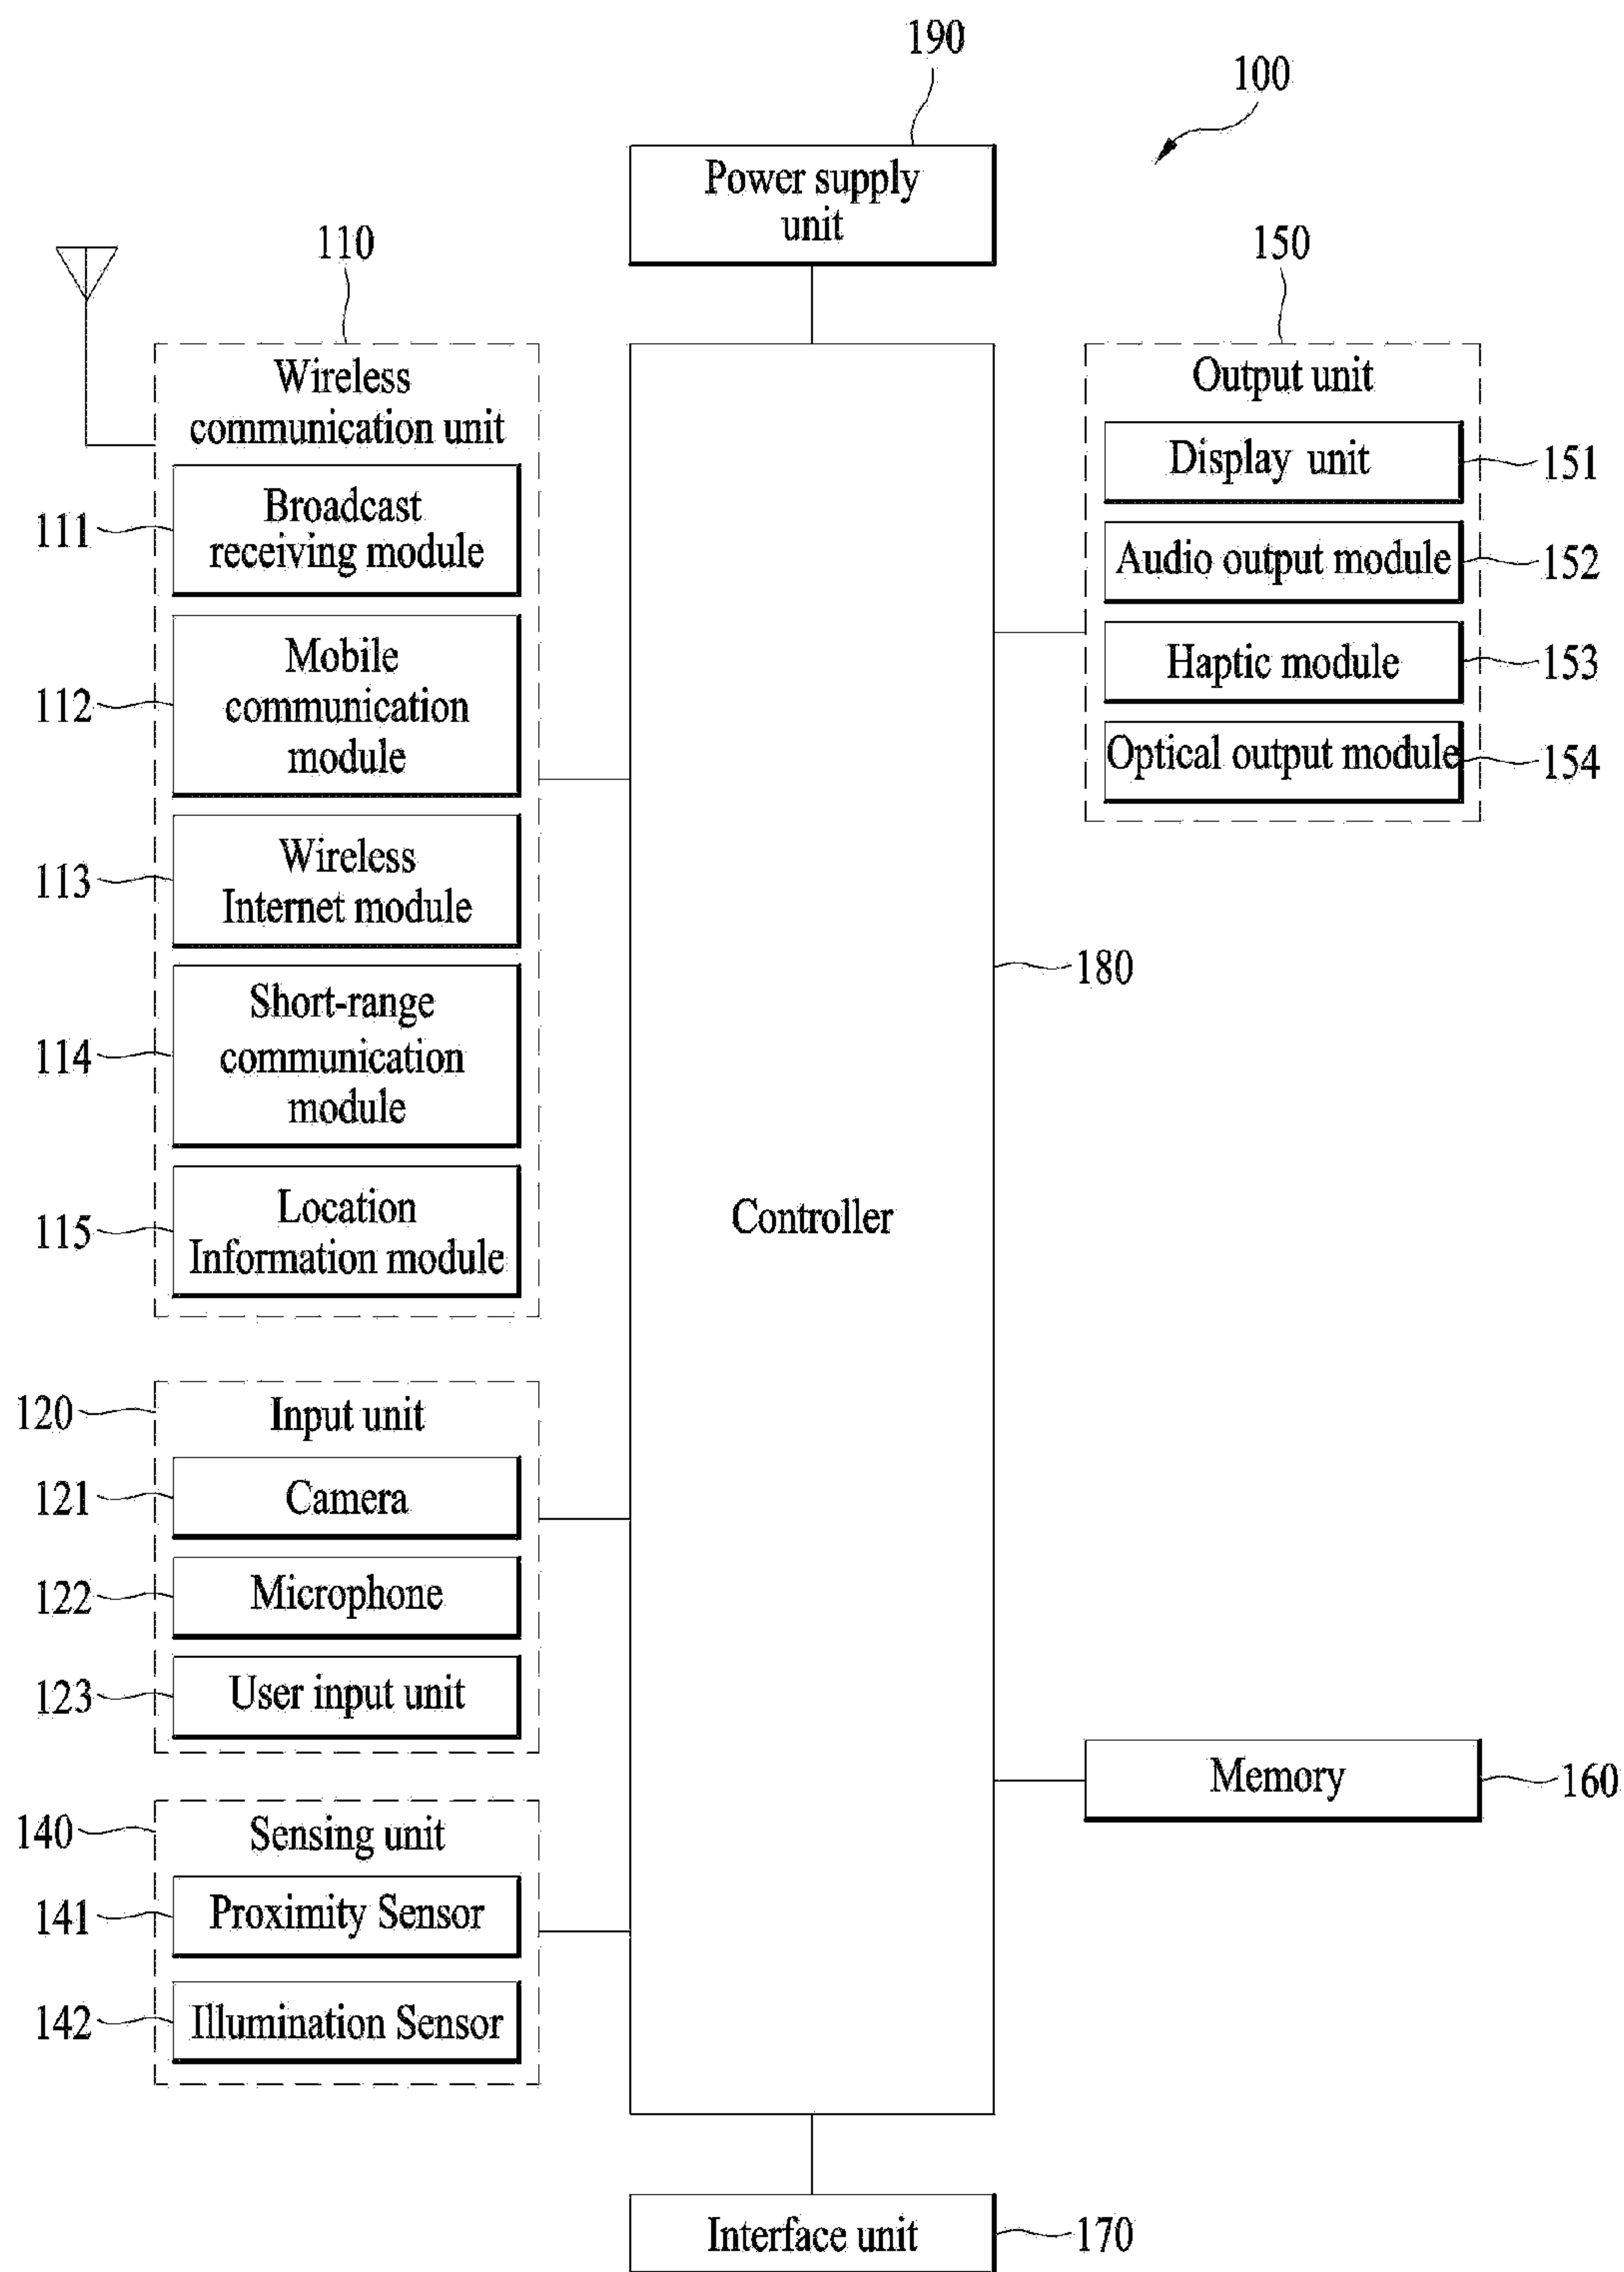 190
100
Power supply
unit
110
Wireless
communication unit
111
Broadcast
receiving module
112
Mobile
communication
module
113
Wireless
Internet module
114
Short-range
communication
module
115
Location
Information module
120
Input unit
121
Camera
122
Microphone
123
User input unit
140
Sensing unit
141
Proximity Sensor
142
Illumination Sensor
Controller
180
150
Output unit
Display unit
151
Audio output module
152
Haptic module
153
Optical output module
154
Memory
160
Interface unit
170